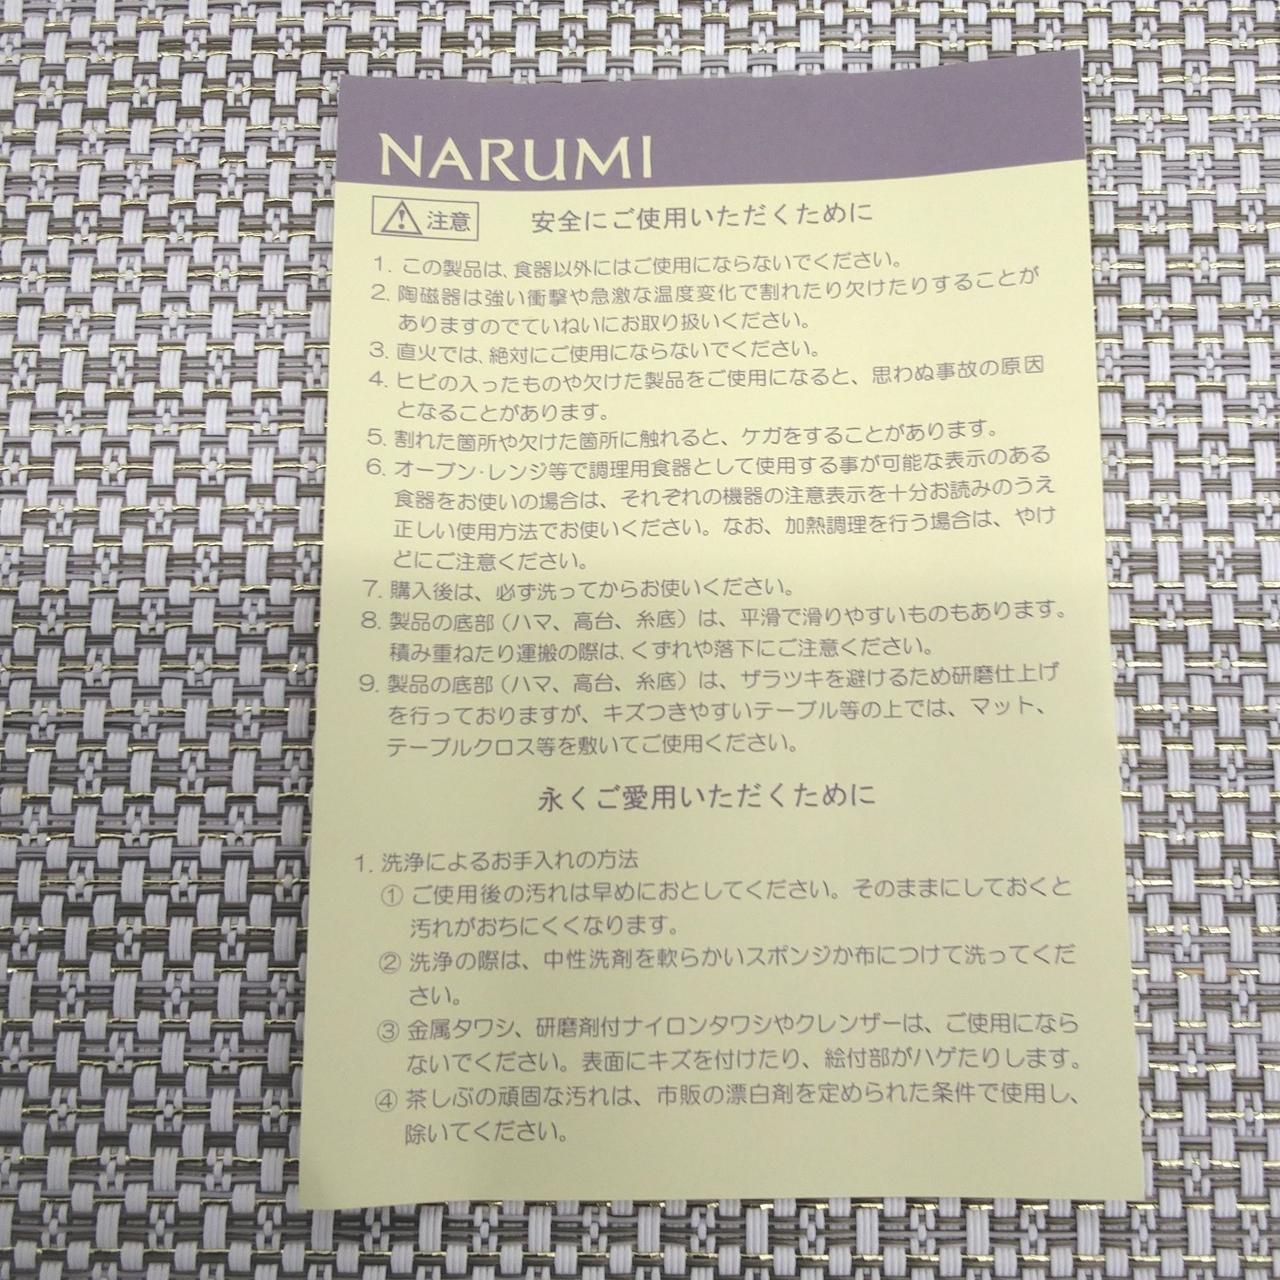 NARUMI
注意 安全にご使用いただくために
1. この製品は、食器以外にはご使用にならないでください。
2. 陶磁器は強い衝撃や急激な温度変化で割れたり欠けたりすることが
ありますのでていねいにお取り扱いください。
3. 直火では、絶対にご使用にならないでください。
4. ヒビの入ったものや欠けた製品をご使用になると、思わぬ事故の原因
となることがあります。
5. 割れた箇所や欠けた箇所に触れると、ケガをすることがあります。
6. オーブン・レンジ等で調理用食器として使用する事が可能な表示のある
食器をお使いの場合は、それぞれの機器の注意表示を十分お読みのうえ
正しい使用方法でお使いください。なお、加熱調理を行う場合は、やけ
どにご注意ください。
7. 購入後は、必ず洗ってからお使いください。
8. 製品の底部（ハマ、高台、糸底）は、平滑で滑りやすいものもあります。
積み重ねたり運搬の際は、くずれや落下にご注意ください。
9. 製品の底部（ハマ、高台、糸底）は、ザラツキを避けるため研磨仕上げ
を行っておりますが、キズつきやすいテーブル等の上では、マット、
テーブルクロス等を敷いてご使用ください。
永くご愛用いただくために
1. 洗浄によるお手入れの方法
① ご使用後の汚れは早めにおとしてください。そのままにしておくと
汚れがおちにくくなります。
② 洗浄の際は、中性洗剤を軟らかいスポンジか布につけて洗ってくだ
さい。
③ 金属タワシ、研磨剤付ナイロンタワシやクレンザーは、ご使用になら
ないでください。表面にキズを付けたり、絵付部がハゲたりします。
④ 茶しぶの頑固な汚れは、市販の漂白剤を定められた条件で使用し、
除いてください。